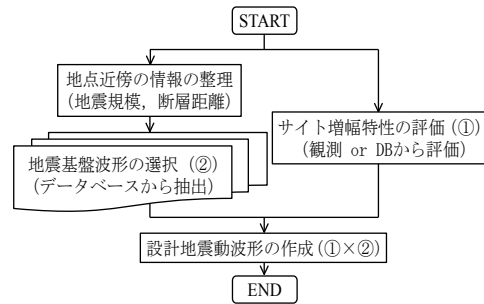 START
地点近傍の情報の整理
(地震規模，断層距離)
サイト増幅特性の評価(①)
(観測 or DBから評価)
地震基盤波形の選択(②)
(データベースから抽出)
設計地震動波形の作成(①×②)
END